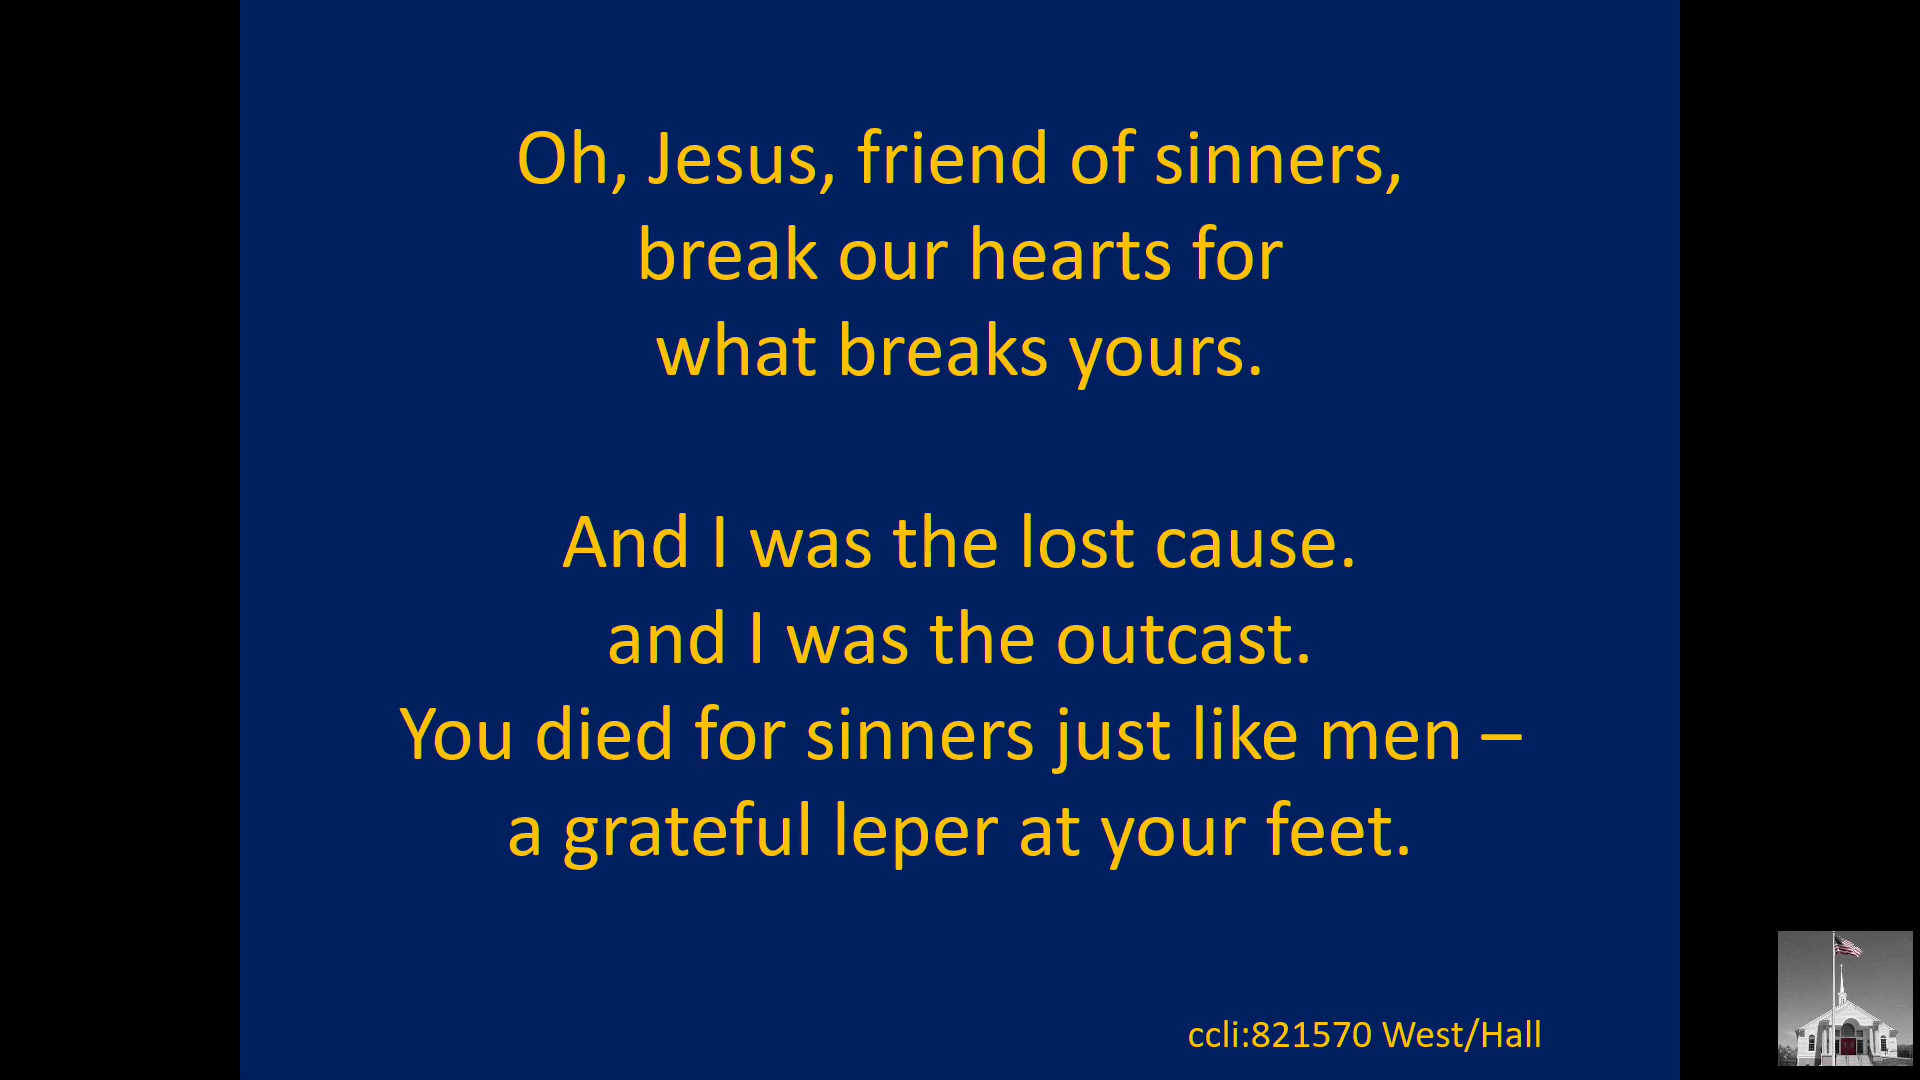 Oh, Jesus, friend of sinners,
break our hearts for
what breaks yours.
And I was the lost cause.
and I was the outcast.
You died for sinners just like men –
a grateful leper at your feet.
ccli:821570 West/Hall